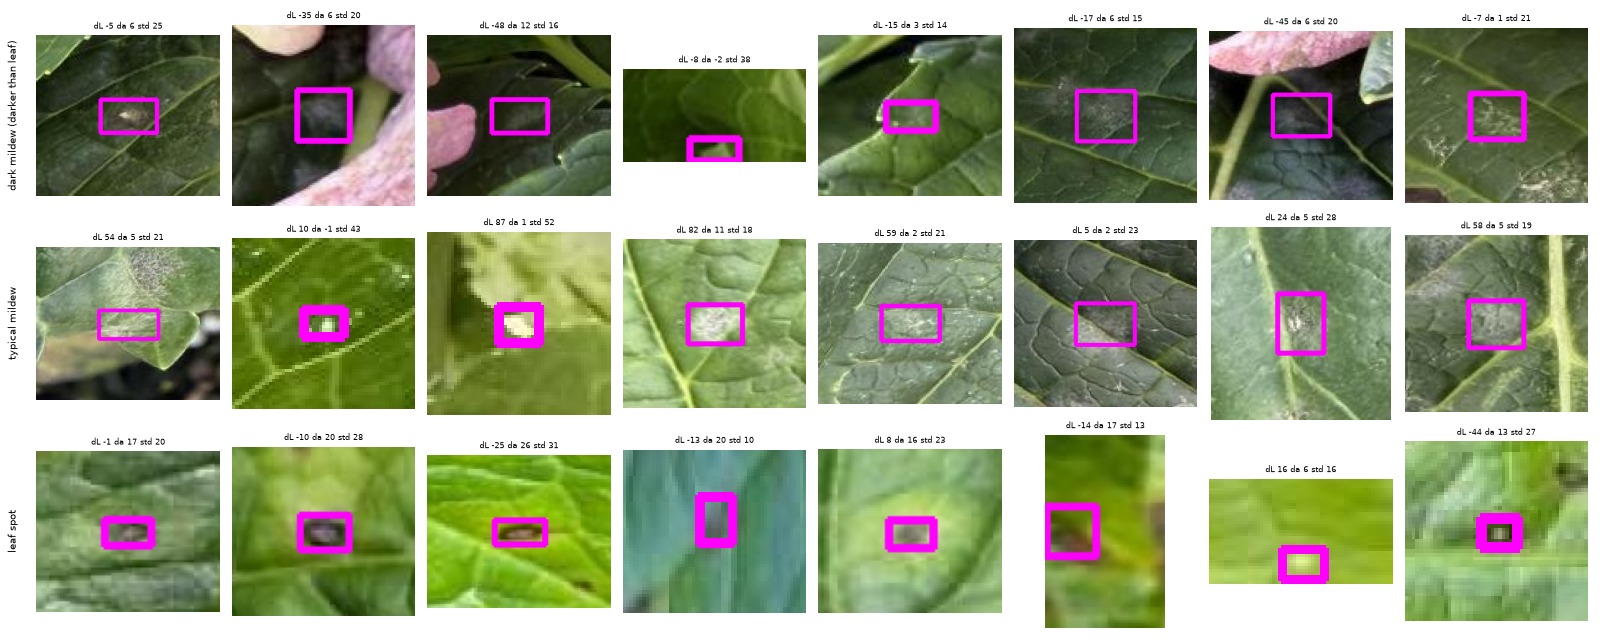 dark mildew (darker than leaf)
dL -5 da 6 std 25
dL -35 da 6 std 20
dL -48 da 12 std 16
dL -8 da -2 std 38
dL -15 da 3 std 14
dL -17 da 6 std 15
dL -45 da 6 std 20
dL -7 da 1 std 21
typical mildew
dL 54 da 5 std 21
dL 10 da -1 std 43
dL 87 da 1 std 52
dL 82 da 11 std 18
dL 59 da 2 std 21
dL 5 da 2 std 23
dL 24 da 5 std 28
dL 58 da 5 std 19
leaf spot
dL -1 da 17 std 20
dL -10 da 20 std 28
dL -25 da 26 std 31
dL -13 da 20 std 10
dL 8 da 16 std 23
dL -14 da 17 std 13
dL 16 da 6 std 16
dL -44 da 13 std 27